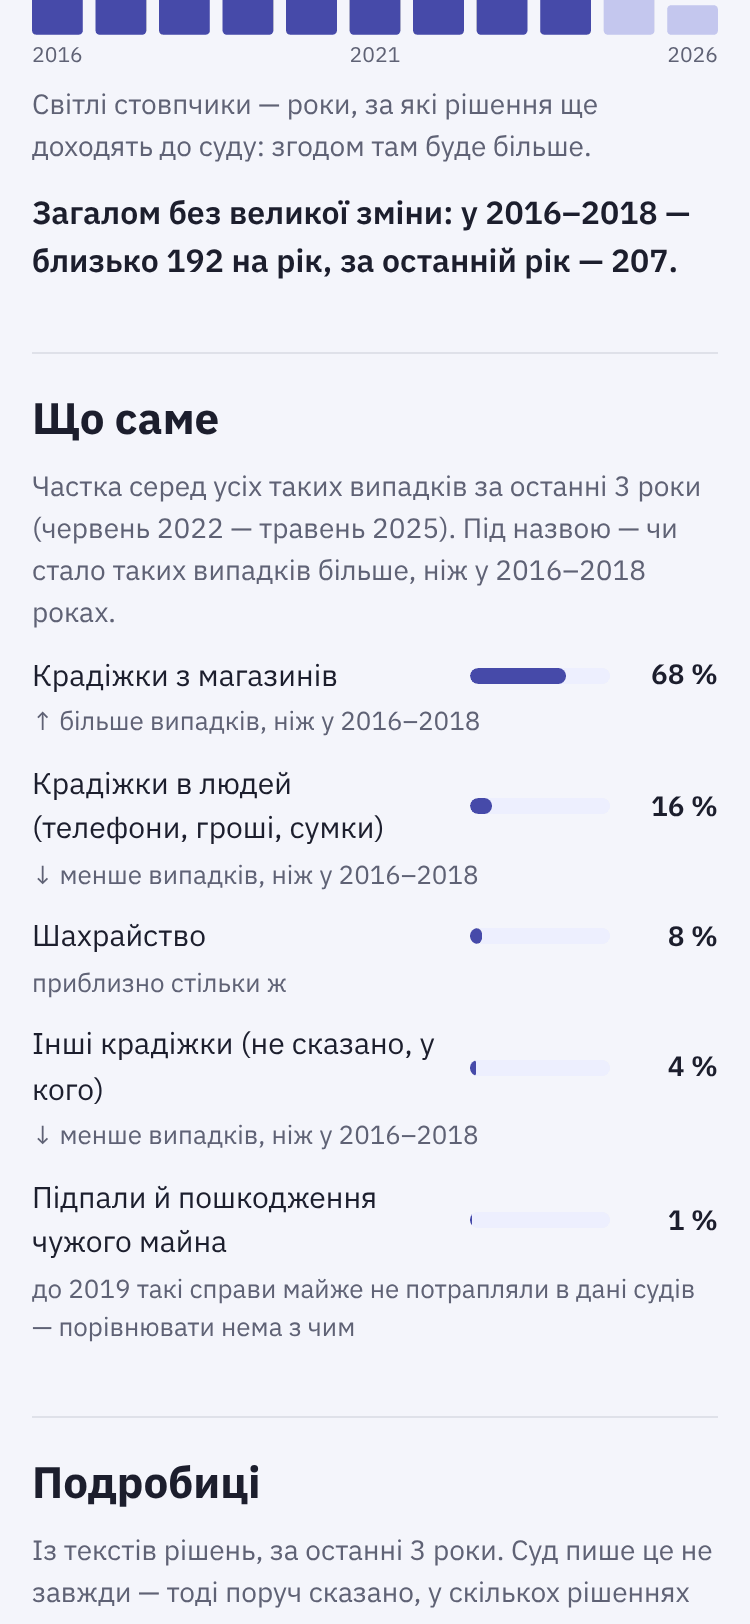 2016 2021 2026
Світлі стовпчики — роки, за які рішення ще
доходять до суду: згодом там буде більше.
Загалом без великої зміни: у 2016–2018 —
близько 192 на рік, за останній рік — 207.
Що саме
Частка серед усіх таких випадків за останні 3 роки
(червень 2022 — травень 2025). Під назвою — чи
стало таких випадків більше, ніж у 2016–2018
роках.
Крадіжки з магазинів 68 %
↑ більше випадків, ніж у 2016–2018
Крадіжки в людей
(телефони, гроші, сумки) 16 %
↓ менше випадків, ніж у 2016–2018
Шахрайство 8 %
приблизно стільки ж
Інші крадіжки (не сказано, у
кого) 4 %
↓ менше випадків, ніж у 2016–2018
Підпали й пошкодження
чужого майна 1 %
до 2019 такі справи майже не потрапляли в дані судів
— порівнювати нема з чим
Подробиці
Із текстів рішень, за останні 3 роки. Суд пише це не
завжди — тоді поруч сказано, у скількох рішеннях